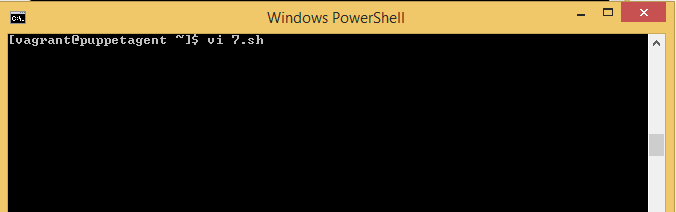 Windows PowerShell
[vagrant@puppetagent ~]$ vi 7.sh